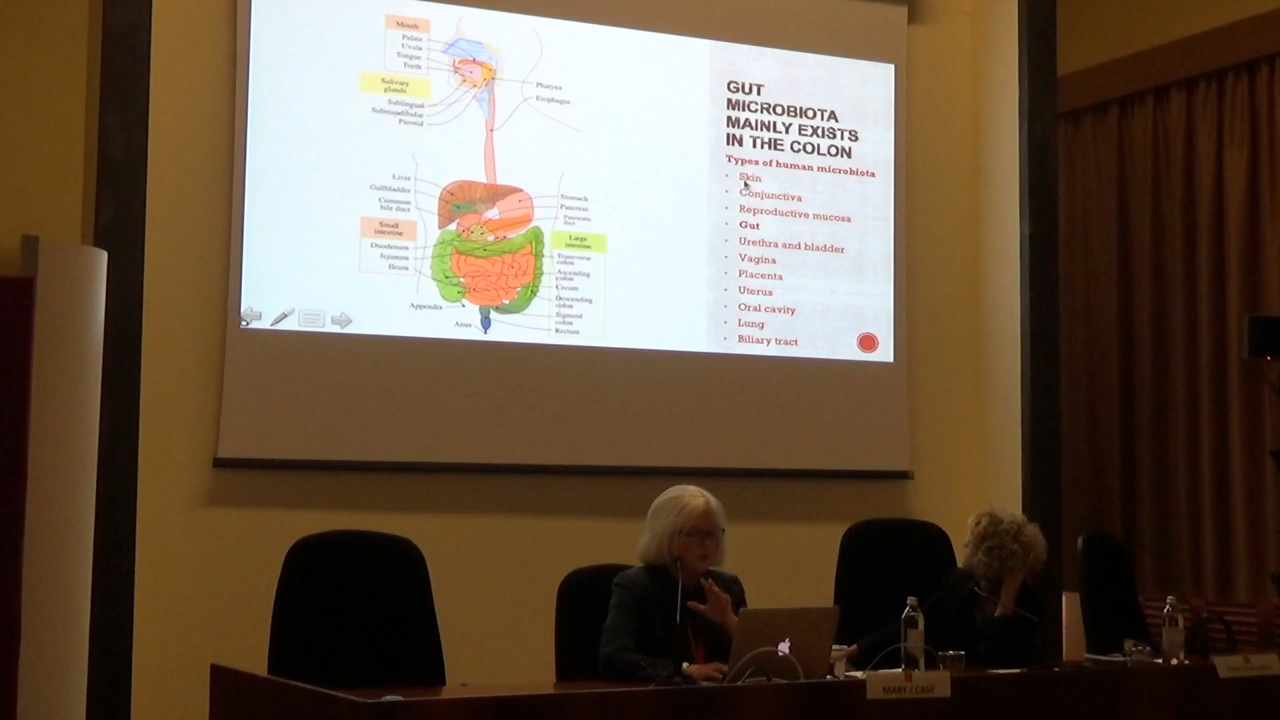 Mouth
Palate
Uvula
Tongue
Teeth
Salivary
glands
Sublingual
Submandibular
Parotid
Pharynx
Esophagus
Liver
Gallbladder
Common
bile duct
Small
intestine
Duodenum
Jejunum
Ileum
Appendix
Anus
Stomach
Pancreas
Pancreatic
duct
Large
intestine
Transverse
colon
Ascending
colon
Cecum
Descending
colon
Sigmoid
colon
Rectum
GUT
MICROBIOTA
MAINLY EXISTS
IN THE COLON
Types of human microbiota
• Skin
• Conjunctiva
• Reproductive mucosa
• Gut
• Urethra and bladder
• Vagina
• Placenta
• Uterus
• Oral cavity
• Lung
• Biliary tract
MARY J.CASE